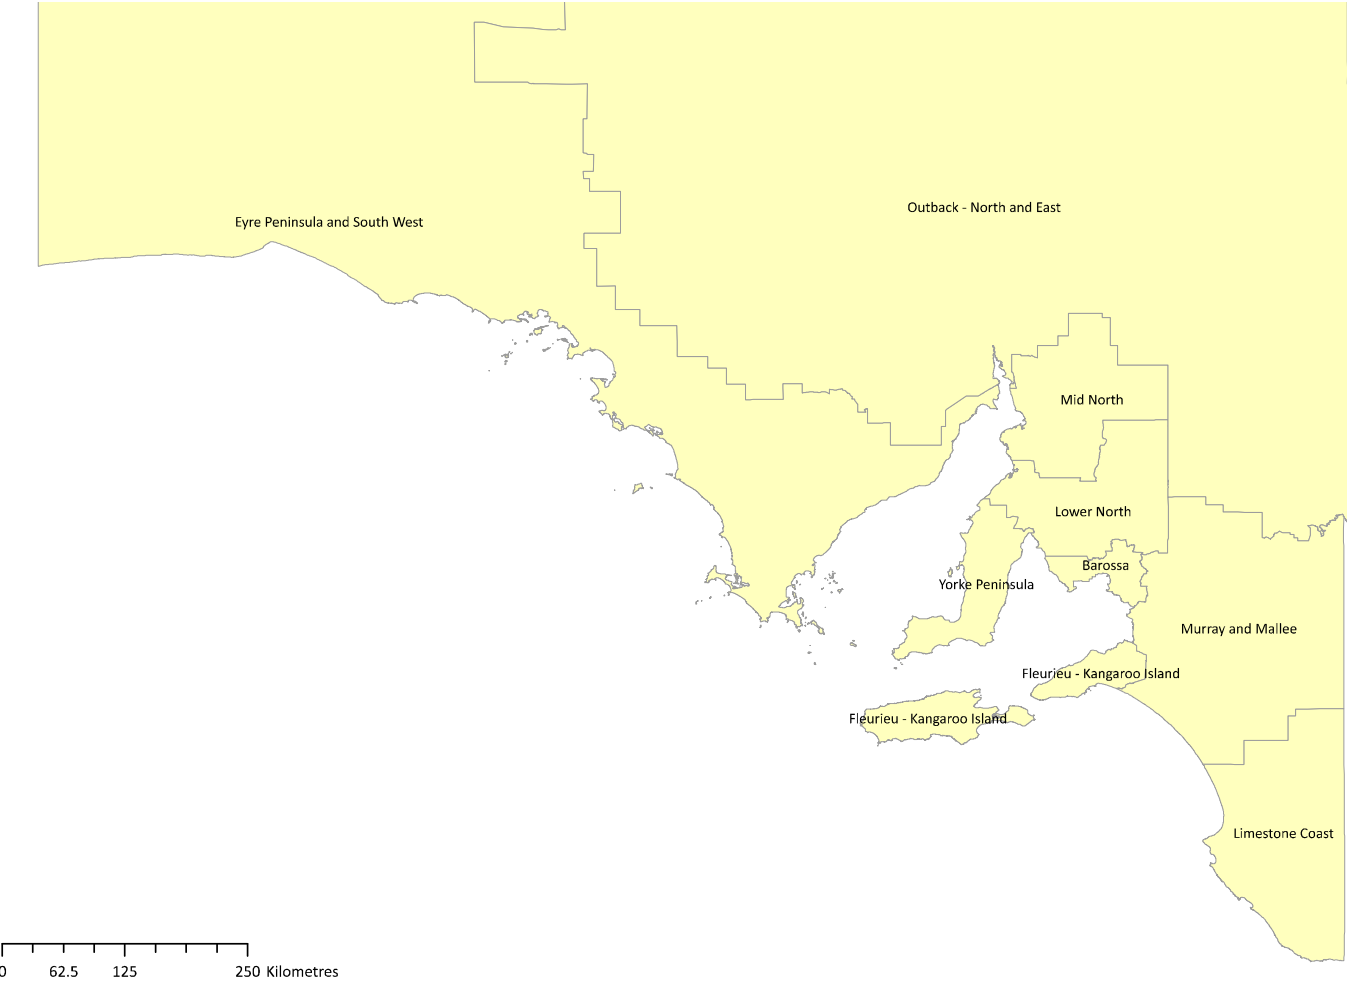 Outback - North and East
Eyre Peninsula and South West
Mid North
Lower North
Barossa
Yorke Peninsula
Murray and Mallee
Fleurieu - Kangaroo Island
Fleurieu - Kangaroo Island
Limestone Coast
0 62.5 125 250 Kilometres